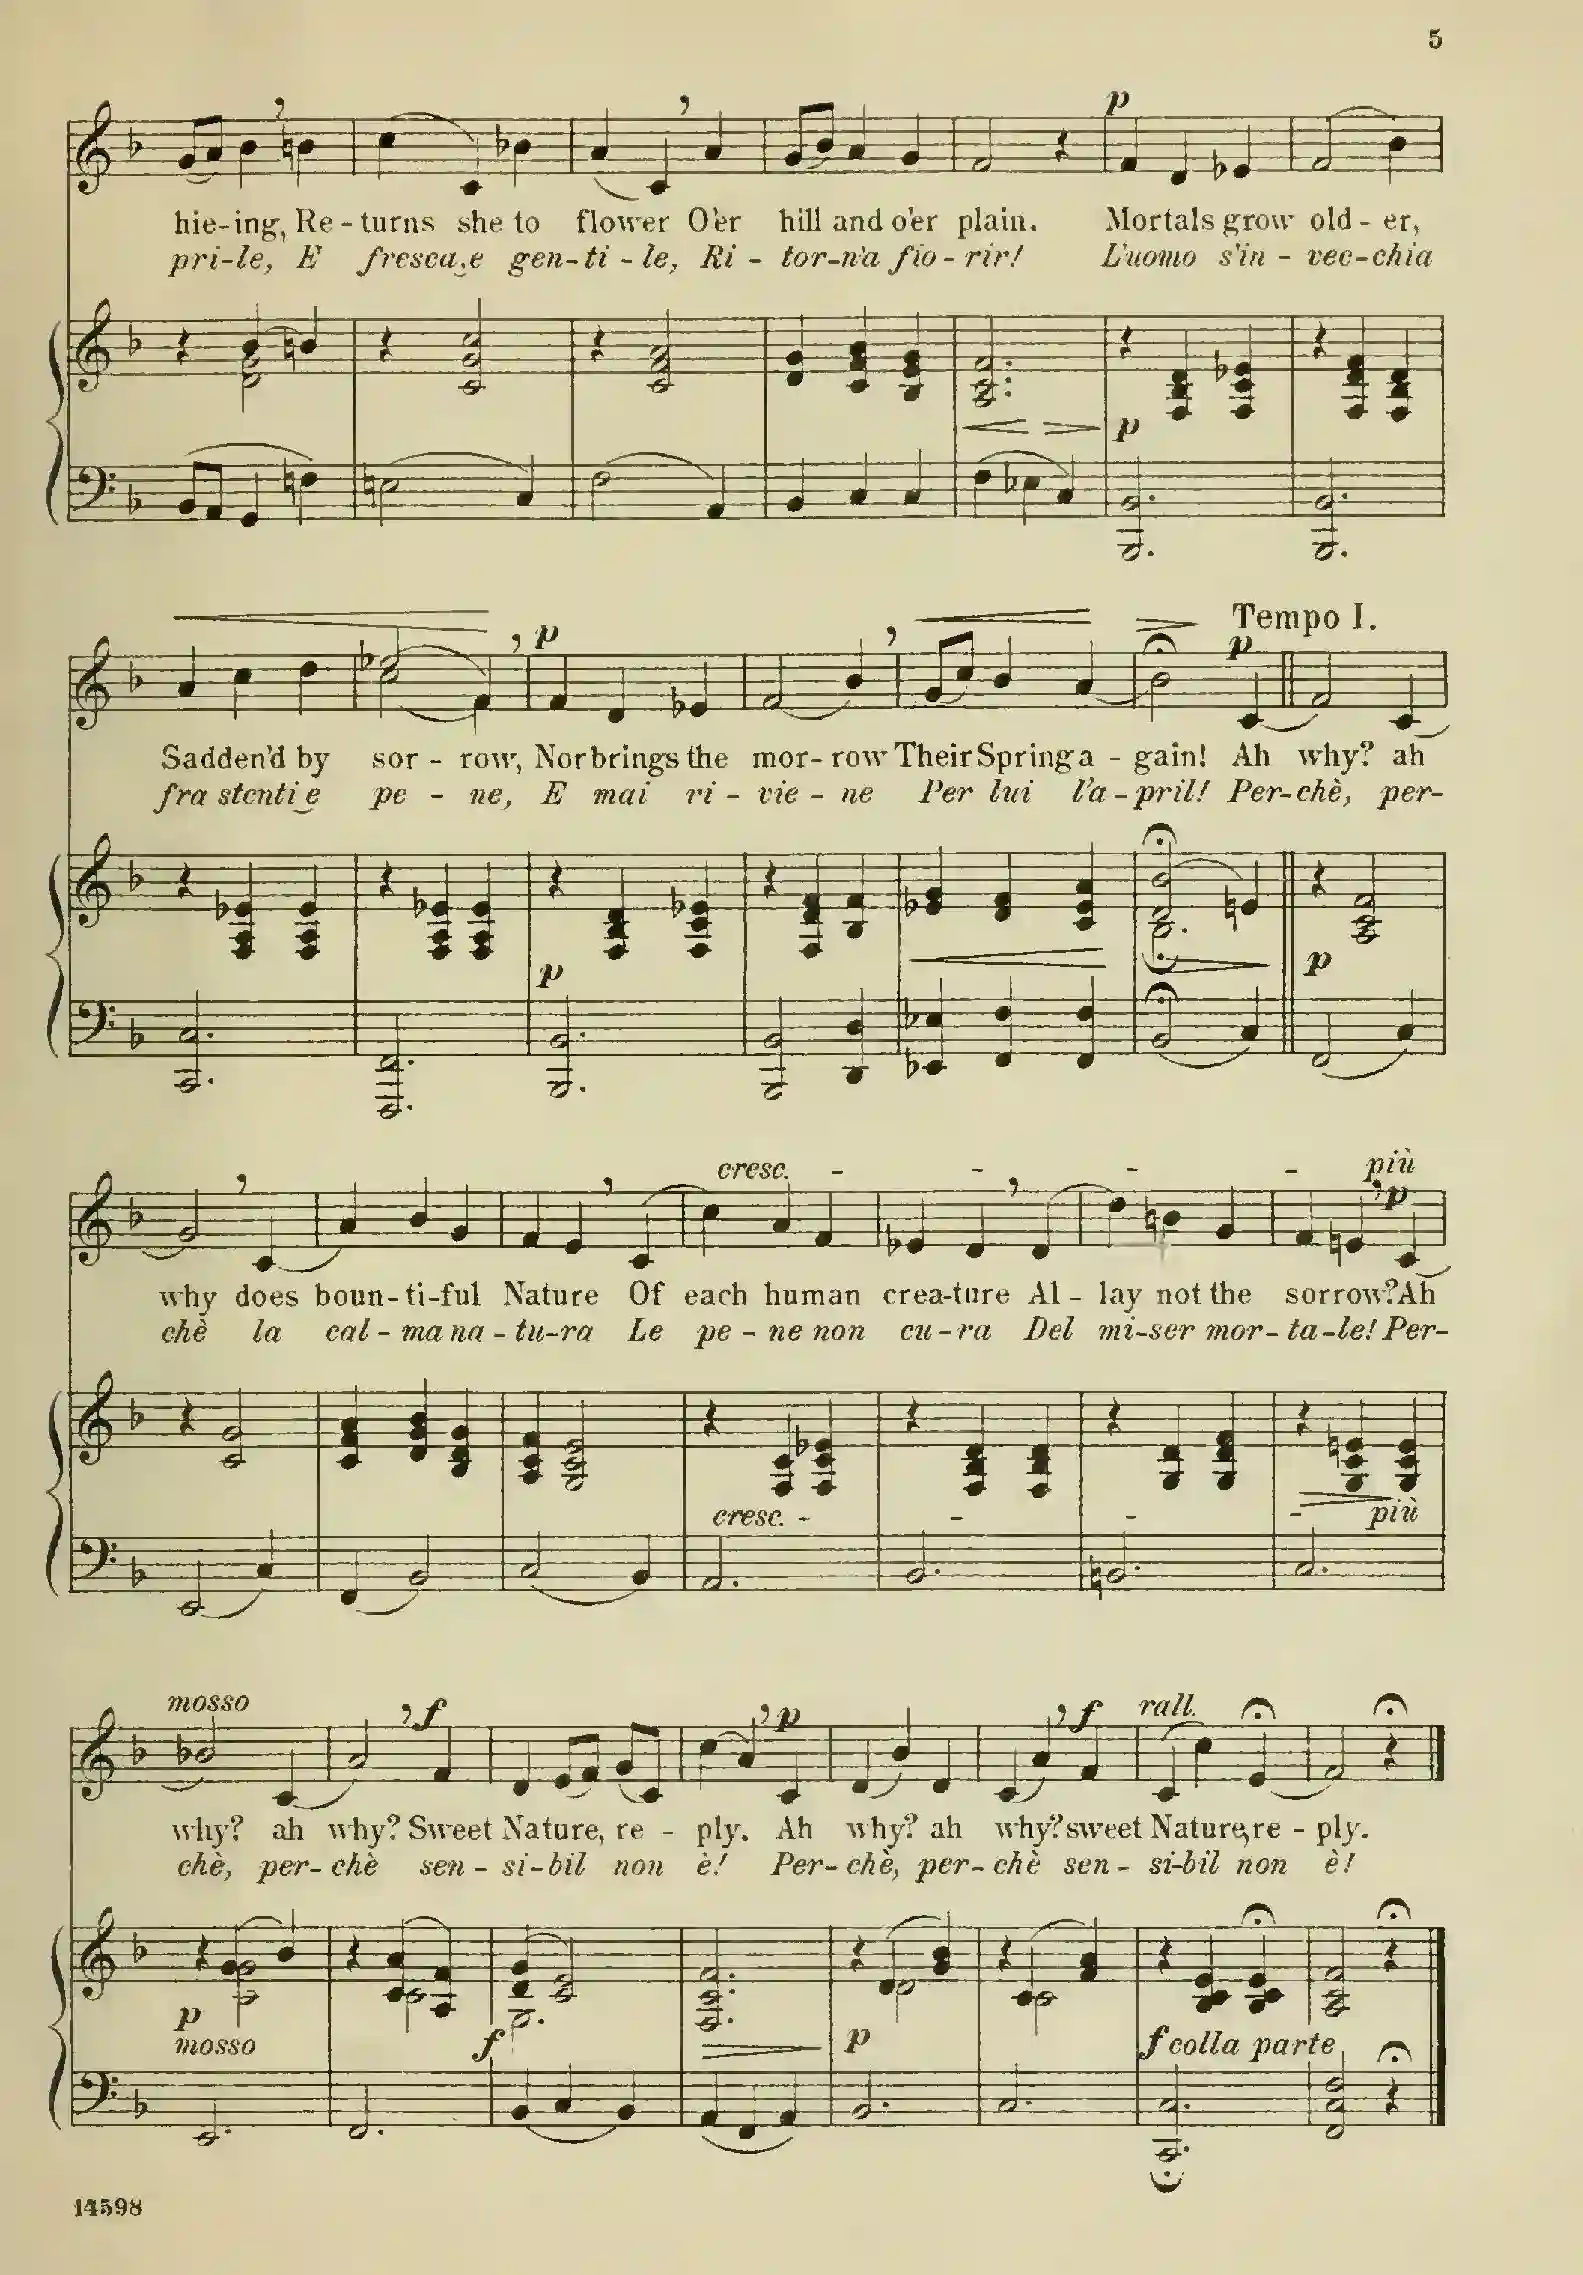 5
p
hie-ing, Re-turns she to flower O'er hill and o'er plain. Mortals grow old-er,
pri-le, E fresca e gen-ti-le, Ri-tor-n'a fio-rir! L'uomo s'in-vec-chia
p
Tempo I.
p p
Sadden'd by sor-row, Nor brings the mor-row Their Spring a-gain! Ah why? ah
fra stenti e pe-ne, E mai ri-vie-ne Per lui l'a-pril! Per-chè, per-
p p
cresc. - - - - più
p
why does boun-ti-ful Nature Of each human crea-ture Al-lay not the sorrow? Ah
chè la cal-ma na-tu-ra Le pe-ne non cu-ra Del mi-ser mor-ta-le! Per-
cresc. - - - - più
mosso f p f rall.
why? ah why? Sweet Nature, re-ply. Ah why? ah why? sweet Nature, re-ply.
chè, per-chè sen-si-bil non è! Per-chè, per-chè sen-si-bil non è!
p f p f colla parte
mosso
14598